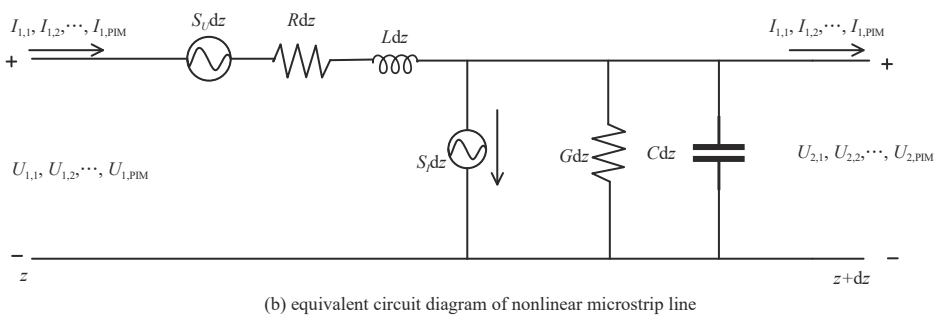 I1,1, I1,2,⋯, I1,PIM
SUdz
Rdz
Ldz
I1,1, I1,2,⋯, I1,PIM
+
+
SIdz
Gdz
Cdz
U1,1, U1,2,⋯, U1,PIM
U2,1, U2,2,⋯, U2,PIM
−
−
z
z+dz
(b) equivalent circuit diagram of nonlinear microstrip line